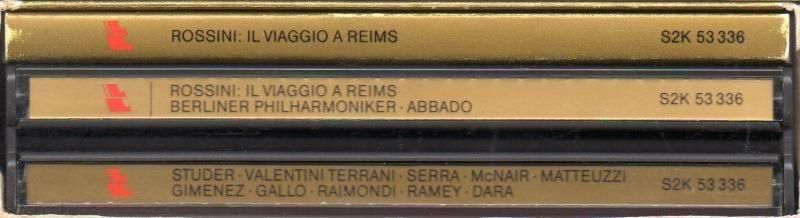 ROSSINI: IL VIAGGIO A REIMS S2K 53 336
ROSSINI: IL VIAGGIO A REIMS
BERLINER PHILHARMONIKER · ABBADO S2K 53 336
STUDER · VALENTINI TERRANI · SERRA · McNAIR · MATTEUZZI
GIMENEZ · GALLO · RAIMONDI · RAMEY · DARA S2K 53 336